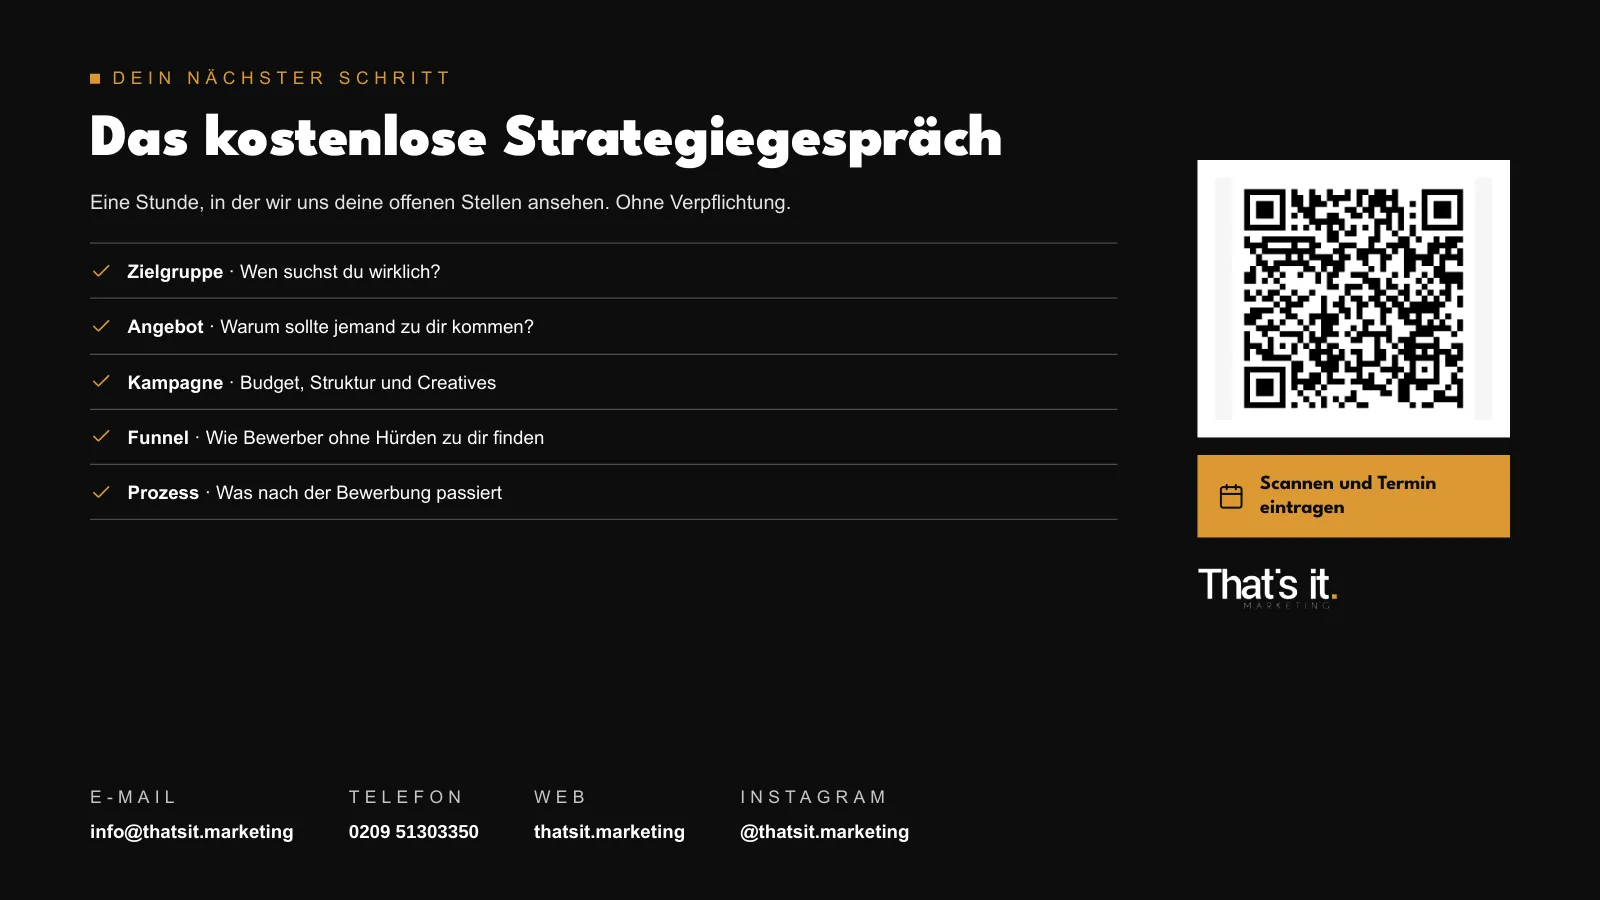 DEIN NÄCHSTER SCHRITT
Das kostenlose Strategiegespräch
Eine Stunde, in der wir uns deine offenen Stellen ansehen. Ohne Verpflichtung.
Zielgruppe · Wen suchst du wirklich?
Angebot · Warum sollte jemand zu dir kommen?
Kampagne · Budget, Struktur und Creatives
Funnel · Wie Bewerber ohne Hürden zu dir finden
Prozess · Was nach der Bewerbung passiert
Scannen und Termin
eintragen
That's it.
MARKETING
E-MAIL
info@thatsit.marketing
TELEFON
0209 51303350
WEB
thatsit.marketing
INSTAGRAM
@thatsit.marketing